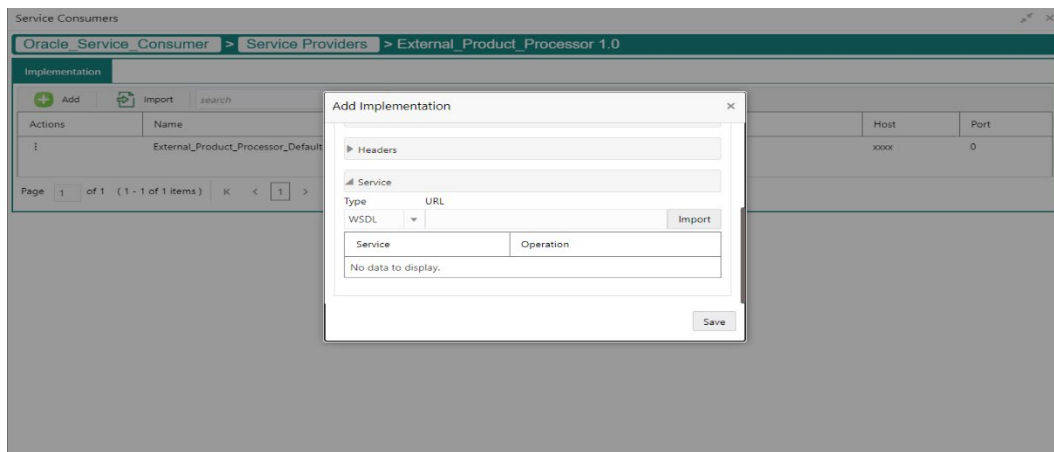 Service Consumers
Oracle_Service_Consumer > Service Providers > External_Product_Processor 1.0
Implementation
Add Import search
Actions Name Host Port
External_Product_Processor_Default xxxx 0
Page 1 of 1 (1 - 1 of 1 items) K < 1 >
Add Implementation ×
Headers
Service
Type URL
WSDL Import
Service Operation
No data to display.
Save